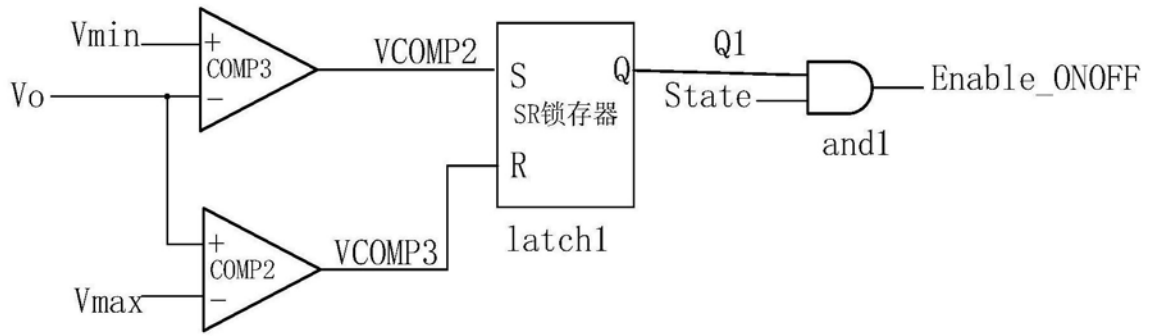 Vmin
+
COMP3
-
VCOMP2
Vo
S
Q
SR锁存器
R
latch1
Q1
State
and1
Enable_ONOFF
+
COMP2
-
VCOMP3
Vmax